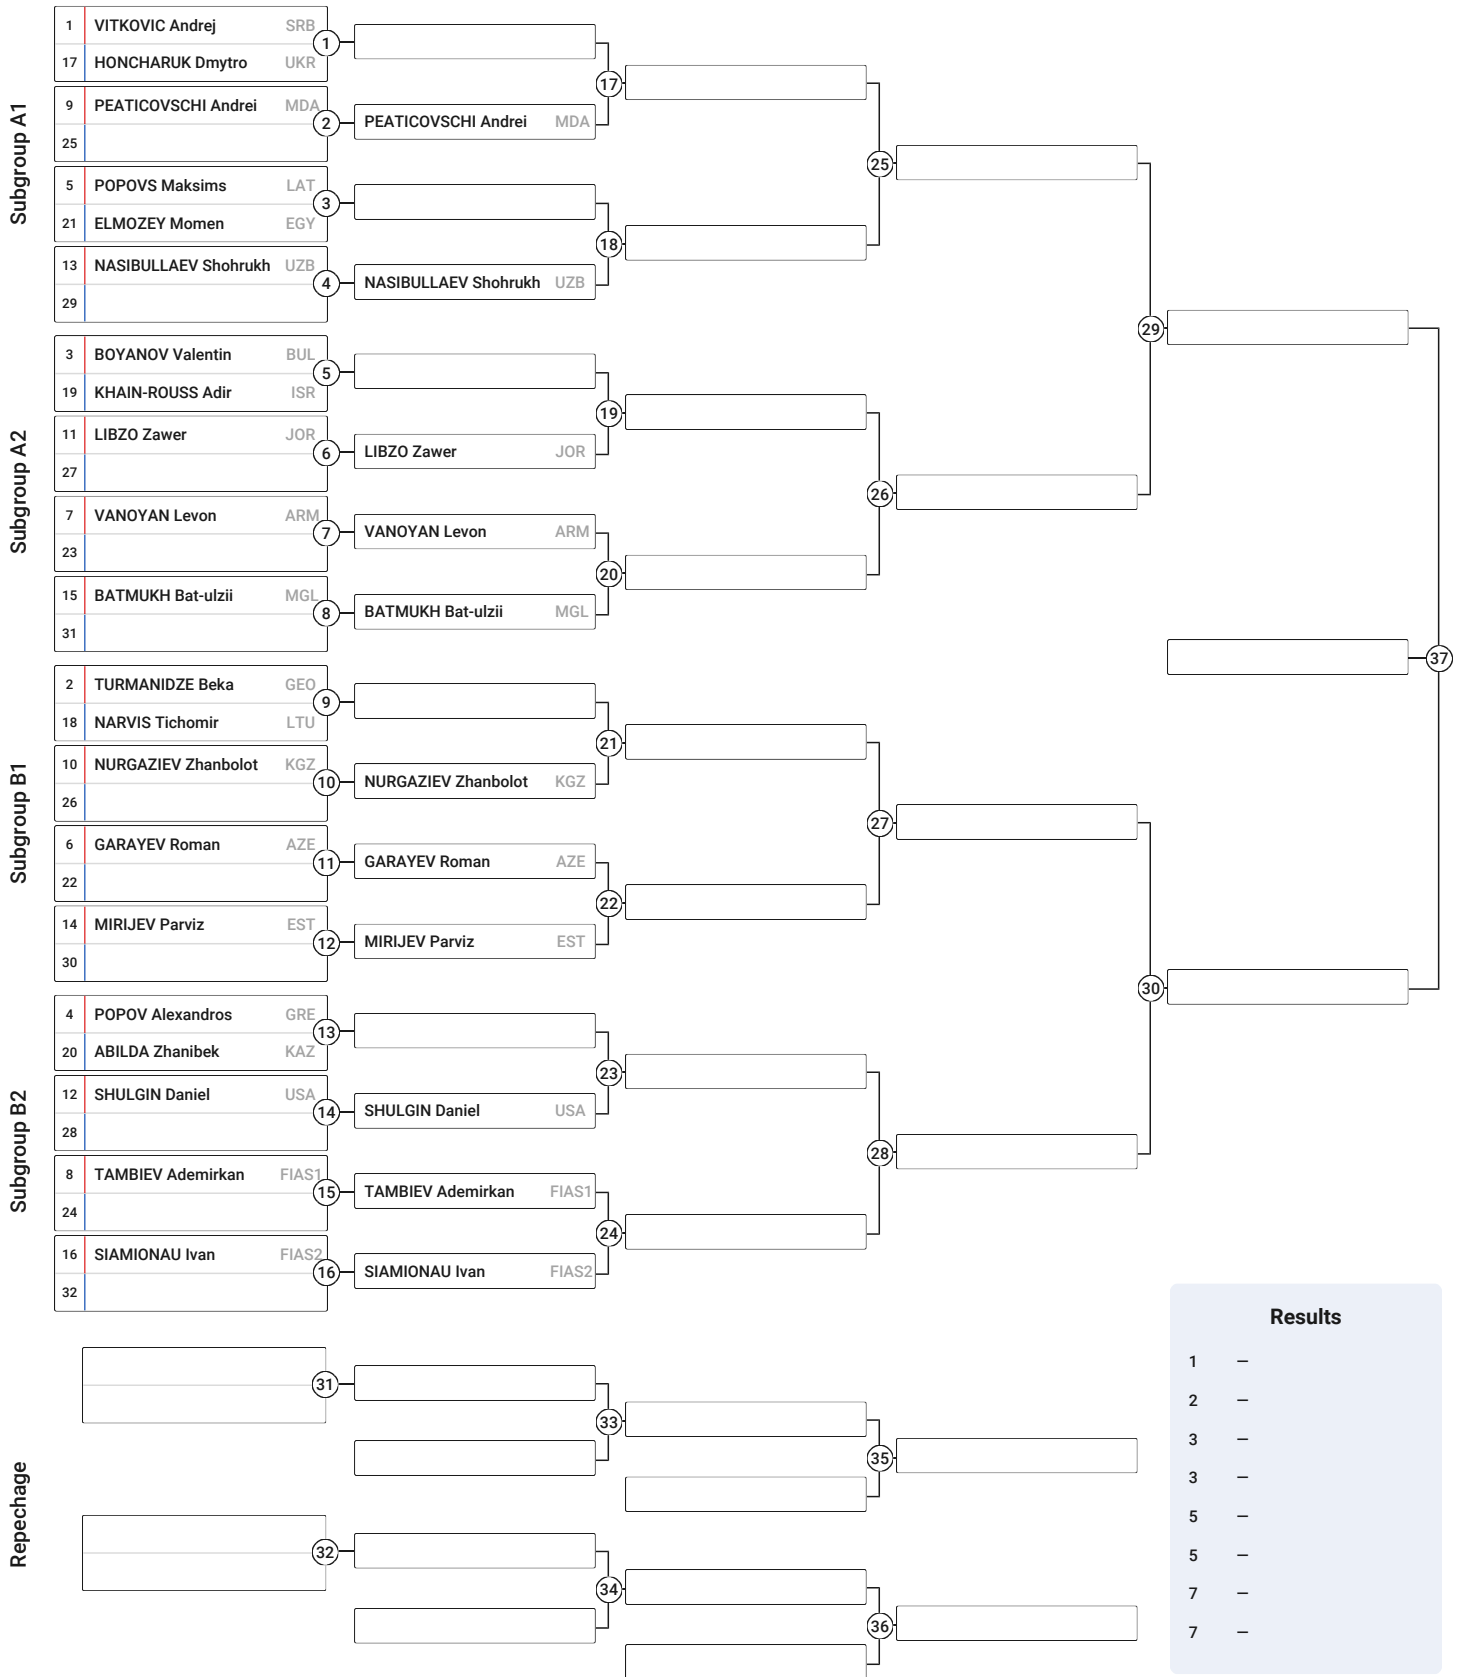 Subgroup A1
1 VITKOVIC Andrej SRB
17 HONCHARUK Dmytro UKR
1
9 PEATICOVSCHI Andrei MDA
25
2
PEATICOVSCHI Andrei MDA
17
5 POPOVS Maksims LAT
21 ELMOZEY Momen EGY
3
13 NASIBULLAEV Shohrukh UZB
29
4
NASIBULLAEV Shohrukh UZB
18
25
Subgroup A2
3 BOYANOV Valentin BUL
19 KHAIN-ROUSS Adir ISR
5
11 LIBZO Zawer JOR
27
6
LIBZO Zawer JOR
19
7 VANOYAN Levon ARM
23
7
VANOYAN Levon ARM
15 BATMUKH Bat-ulzii MGL
31
8
BATMUKH Bat-ulzii MGL
20
26
29
Subgroup B1
2 TURMANIDZE Beka GEO
18 NARVIS Tichomir LTU
9
10 NURGAZIEV Zhanbolot KGZ
26
10
NURGAZIEV Zhanbolot KGZ
21
6 GARAYEV Roman AZE
22
11
GARAYEV Roman AZE
14 MIRIJEV Parviz EST
30
12
MIRIJEV Parviz EST
22
27
Subgroup B2
4 POPOV Alexandros GRE
20 ABILDA Zhanibek KAZ
13
12 SHULGIN Daniel USA
28
14
SHULGIN Daniel USA
23
8 TAMBIEV Ademirkan FIAS1
24
15
TAMBIEV Ademirkan FIAS1
16 SIAMIONAU Ivan FIAS2
32
16
SIAMIONAU Ivan FIAS2
24
28
30
37
Repechage
31
33
35
32
34
36
Results
1 –
2 –
3 –
3 –
5 –
5 –
7 –
7 –